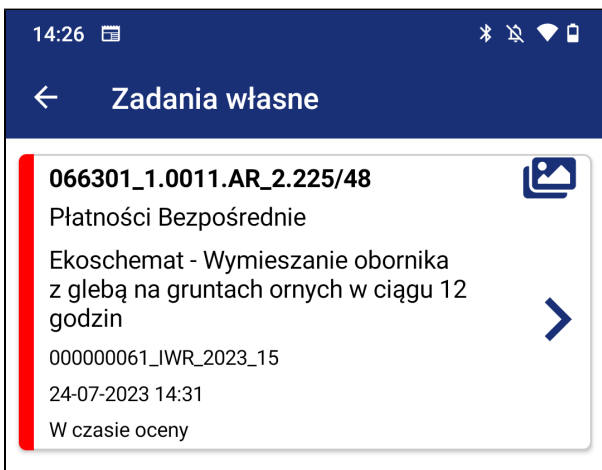 14:26
Zadania własne
066301_1.0011.AR_2.225/48
Płatności Bezpośrednie
Ekoschemat - Wymieszanie obornika
z glebą na gruntach ornych w ciągu 12
godzin
000000061_IWR_2023_15
24-07-2023 14:31
W czasie oceny